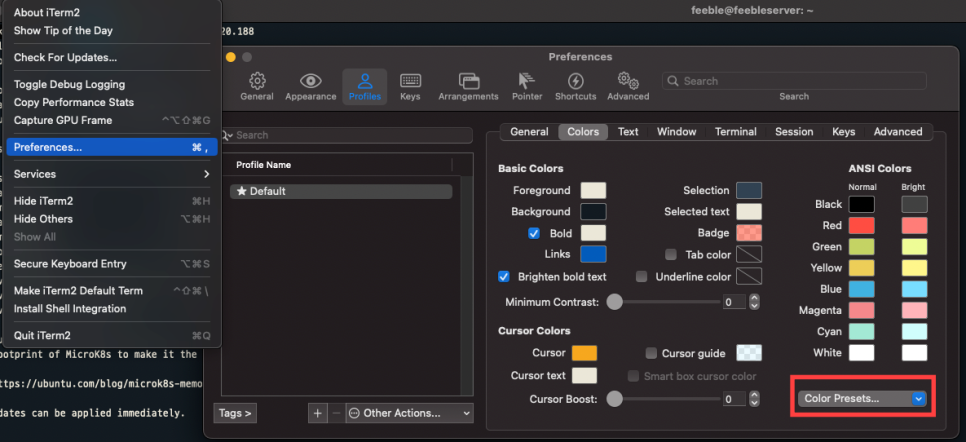 About iTerm2
Show Tip of the Day
Check For Updates...
Toggle Debug Logging
Copy Performance Stats
Capture GPU Frame ^⌥⇧⌘G
Preferences... ⌘ ,
Services
Hide iTerm2 ⌘H
Hide Others ⌥⌘H
Show All
Secure Keyboard Entry ⌥⌘S
Make iTerm2 Default Term ^⇧⌘\
Install Shell Integration
Quit iTerm2 ⌘Q
feeble@feebleserver: ~
20.188
Preferences
General
Appearance
Profiles
Keys
Arrangements
Pointer
Shortcuts
Advanced
Search
Search
Search
Profile Name
★ Default
Tags >
+ −
Other Actions...
General Colors Text Window Terminal Session Keys Advanced
Basic Colors
Foreground
Background
Bold
Links
Brighten bold text
Minimum Contrast: 0
Selection
Selected text
Badge
Tab color
Underline color
Cursor Colors
Cursor
Cursor text
Cursor guide
Smart box cursor color
Cursor Boost: 0
ANSI Colors
Normal Bright
Black
Red
Green
Yellow
Blue
Magenta
Cyan
White
Color Presets...
ootprint of MicroK8s to make it the
ttps://ubuntu.com/blog/microk8s-memo
dates can be applied immediately.